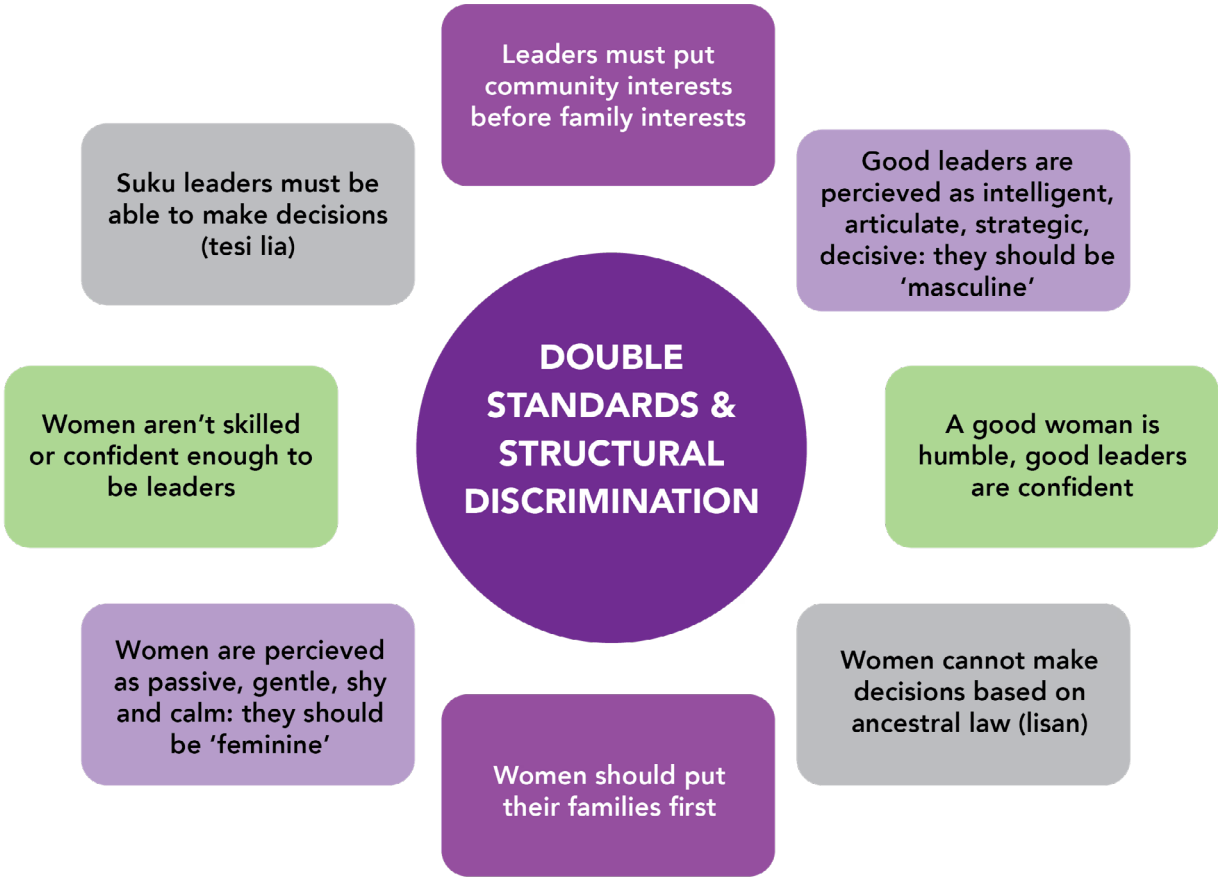 Leaders must put
community interests
before family interests
Suku leaders must be
able to make decisions
(tesi lia)
Good leaders are
percieved as intelligent,
articulate, strategic,
decisive: they should be
‘masculine’
DOUBLE
STANDARDS &
STRUCTURAL
DISCRIMINATION
Women aren’t skilled
or confident enough to
be leaders
A good woman is
humble, good leaders
are confident
Women are percieved
as passive, gentle, shy
and calm: they should
be ‘feminine’
Women cannot make
decisions based on
ancestral law (lisan)
Women should put
their families first